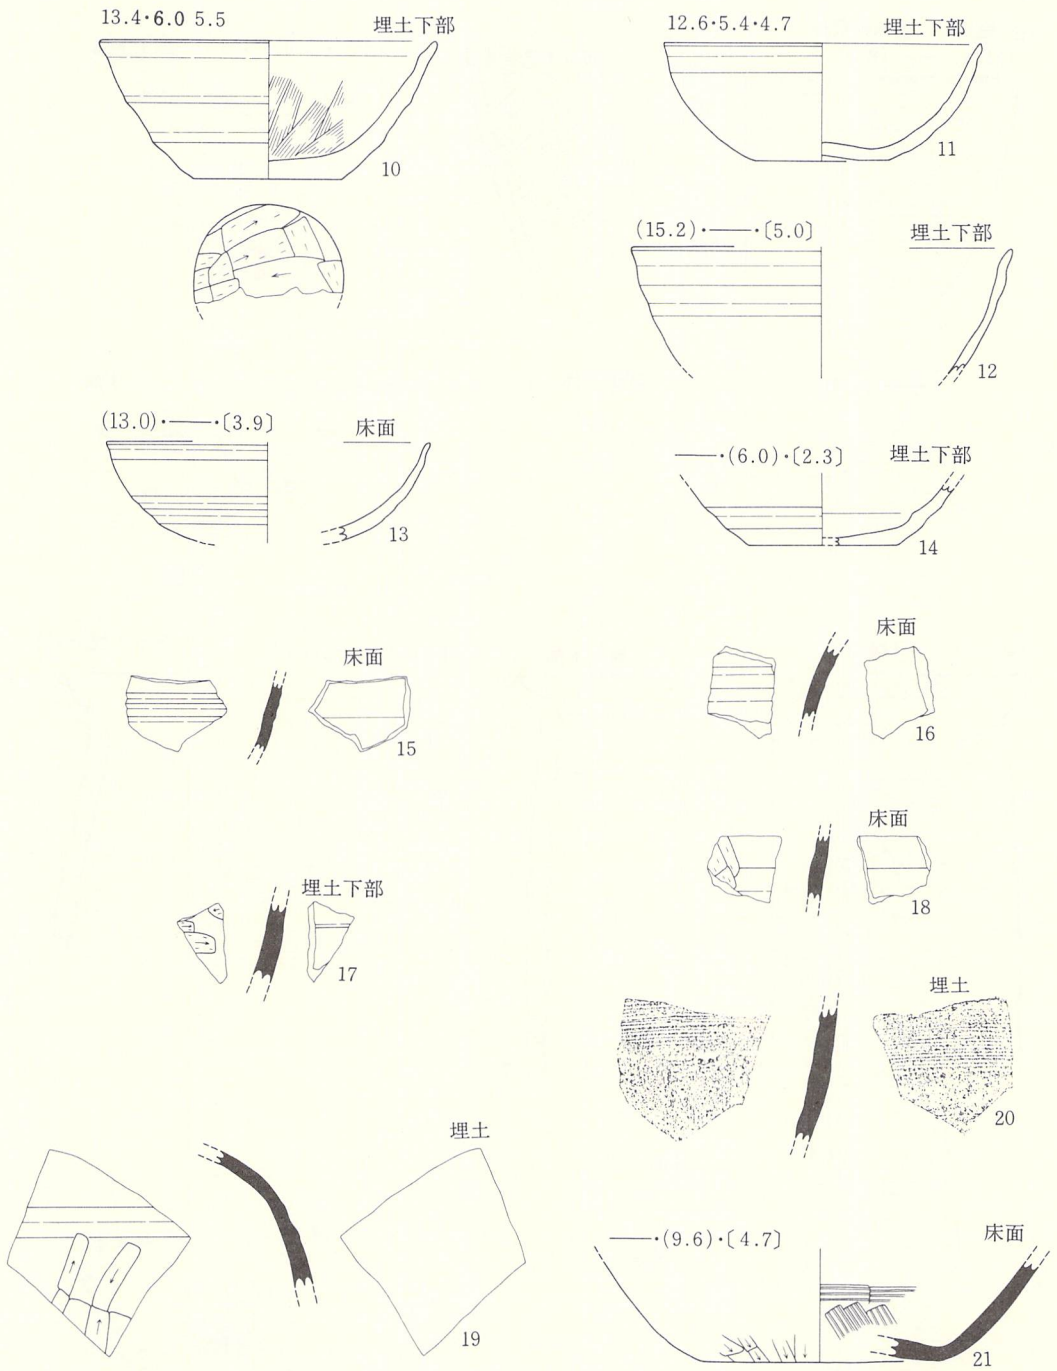 13.4・6.0 5.5 埋土下部
10
12.6・5.4・4.7 埋土下部
11
(15.2)・——・〔5.0〕 埋土下部
12
(13.0)・——・〔3.9〕 床面
13
——・(6.0)・〔2.3〕 埋土下部
14
床面
15
床面
16
埋土下部
17
床面
18
埋土
19
埋土
20
——・(9.6)・〔4.7〕 床面
21